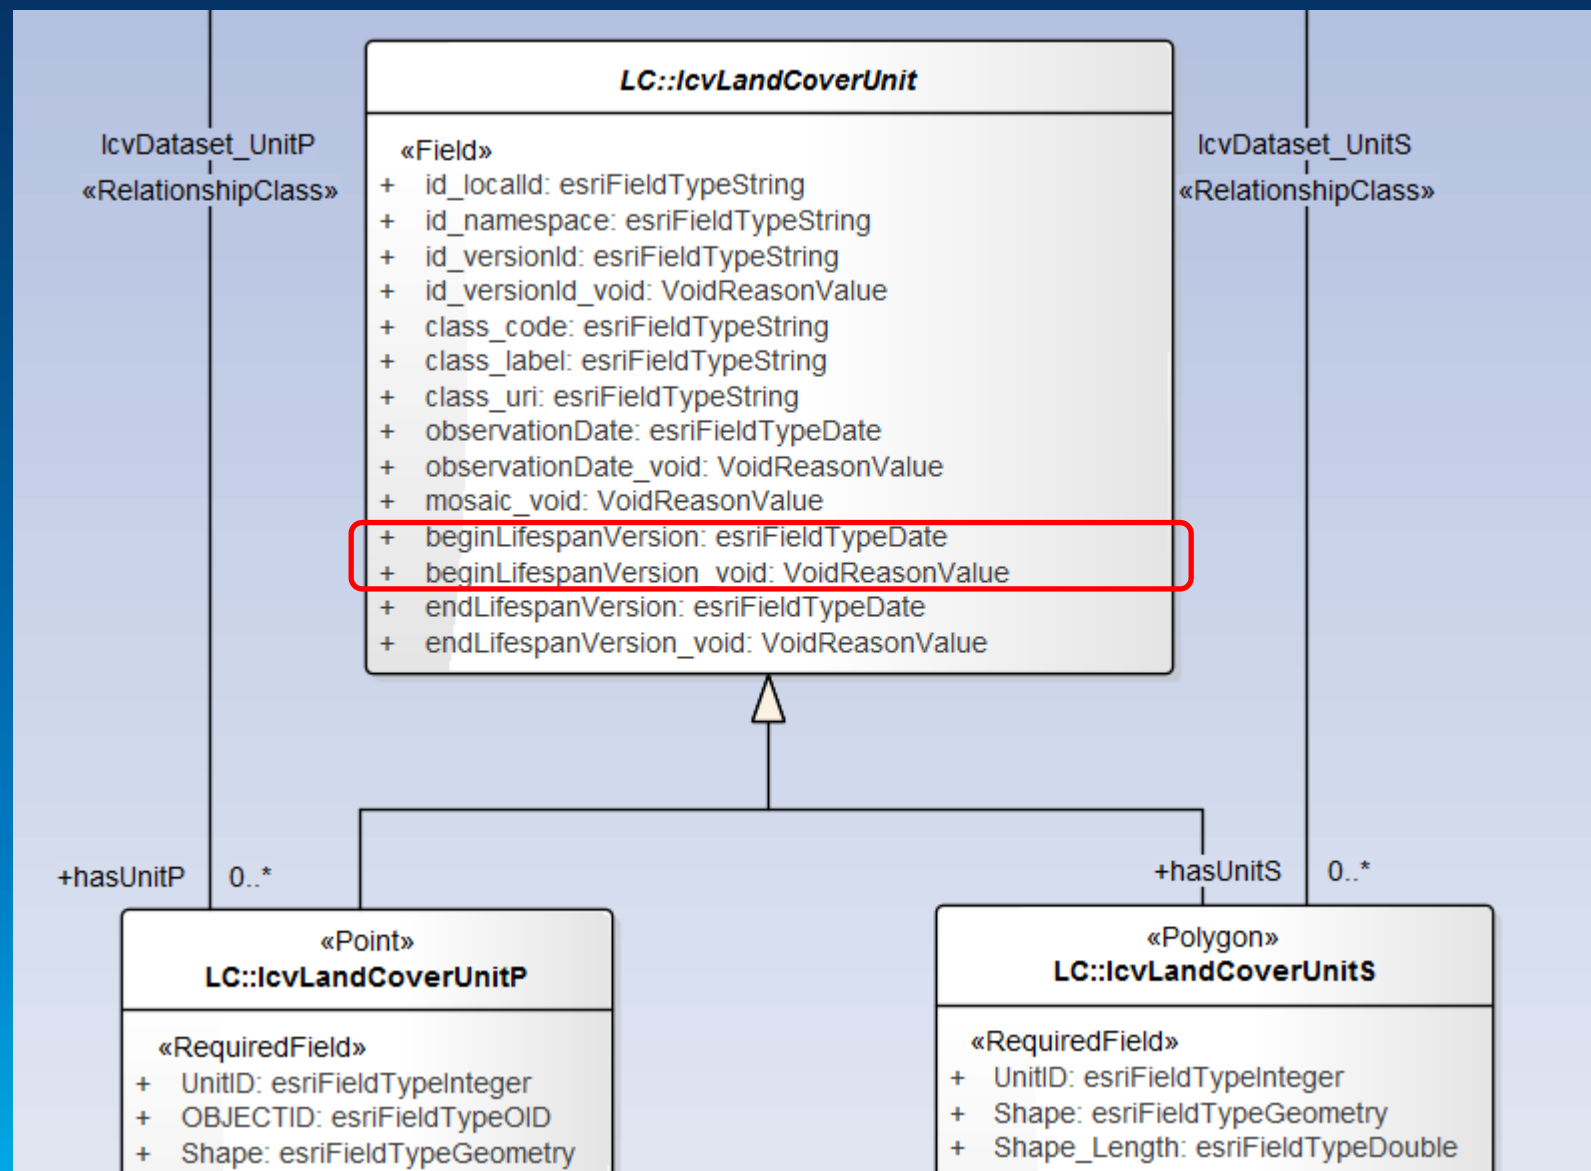 LC::lcvLandCoverUnit
«Field»
+ id_localId: esriFieldTypeString
+ id_namespace: esriFieldTypeString
+ id_versionId: esriFieldTypeString
+ id_versionId_void: VoidReasonValue
+ class_code: esriFieldTypeString
+ class_label: esriFieldTypeString
+ class_uri: esriFieldTypeString
+ observationDate: esriFieldTypeDate
+ observationDate_void: VoidReasonValue
+ mosaic_void: VoidReasonValue
+ beginLifespanVersion: esriFieldTypeDate
+ beginLifespanVersion_void: VoidReasonValue
+ endLifespanVersion: esriFieldTypeDate
+ endLifespanVersion_void: VoidReasonValue
lcvDataset_UnitP
«RelationshipClass»
lcvDataset_UnitS
«RelationshipClass»
+hasUnitP 0..*
+hasUnitS 0..*
«Point»
LC::lcvLandCoverUnitP
«RequiredField»
+ UnitID: esriFieldTypeInteger
+ OBJECTID: esriFieldTypeOID
+ Shape: esriFieldTypeGeometry
«Polygon»
LC::lcvLandCoverUnitS
«RequiredField»
+ UnitID: esriFieldTypeInteger
+ Shape: esriFieldTypeGeometry
+ Shape_Length: esriFieldTypeDouble